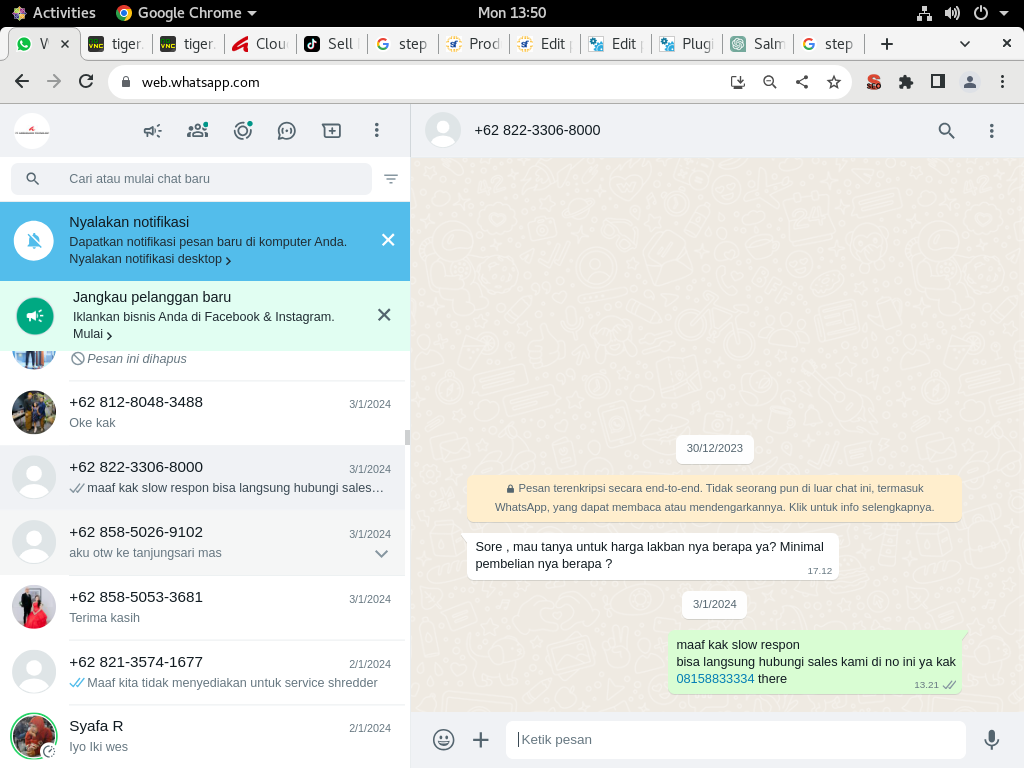 Activities
Google Chrome
Mon 13:50
W
tiger.
tiger.
Clou
Sell
step
Prod
Edit
Edit
Plugi
Salm
step
web.whatsapp.com
SEO
+62 822-3306-8000
Cari atau mulai chat baru
Nyalakan notifikasi
Dapatkan notifikasi pesan baru di komputer Anda.
Nyalakan notifikasi desktop >
Jangkau pelanggan baru
Iklankan bisnis Anda di Facebook & Instagram.
Mulai >
Pesan ini dihapus
+62 812-8048-3488
3/1/2024
Oke kak
+62 822-3306-8000
3/1/2024
maaf kak slow respon bisa langsung hubungi sales…
+62 858-5026-9102
3/1/2024
aku otw ke tanjungsari mas
+62 858-5053-3681
3/1/2024
Terima kasih
+62 821-3574-1677
2/1/2024
Maaf kita tidak menyediakan untuk service shredder
Syafa R
2/1/2024
Iyo Iki wes
30/12/2023
Pesan terenkripsi secara end-to-end. Tidak seorang pun di luar chat ini, termasuk
WhatsApp, yang dapat membaca atau mendengarkannya. Klik untuk info selengkapnya.
Sore , mau tanya untuk harga lakban nya berapa ya? Minimal
pembelian nya berapa ?
17.12
3/1/2024
maaf kak slow respon
bisa langsung hubungi sales kami di no ini ya kak
08158833334 there
13.21
Ketik pesan